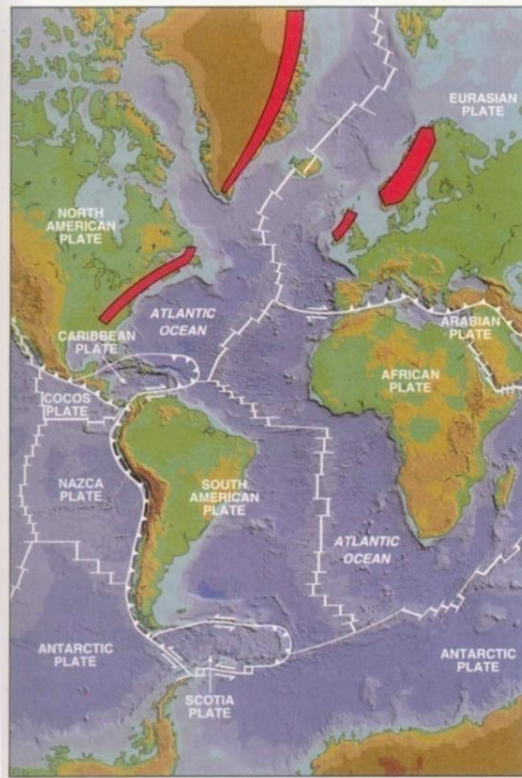 EURASIAN
PLATE
NORTH
AMERICAN
PLATE
ATLANTIC
OCEAN
CARIBBEAN
PLATE
ARABIAN
PLATE
AFRICAN
PLATE
COCOS
PLATE
NAZCA
PLATE
SOUTH
AMERICAN
PLATE
ATLANTIC
OCEAN
ANTARCTIC
PLATE
ANTARCTIC
PLATE
SCOTIA
PLATE